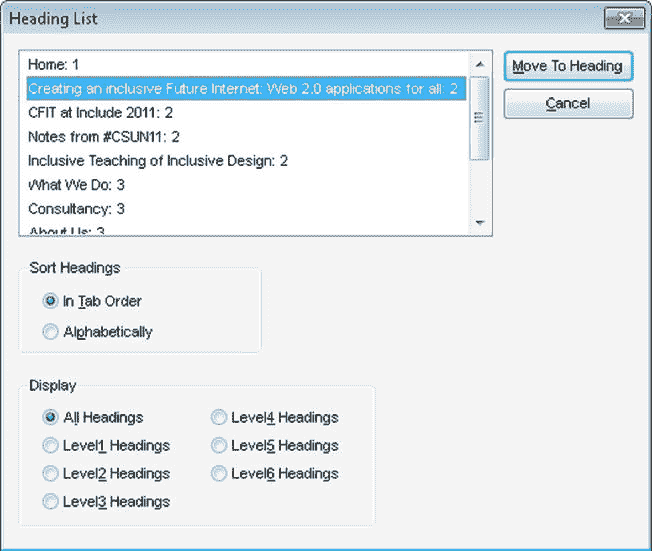 Heading List
Home: 1
Creating an inclusive Future Internet: Web 2.0 applications for all: 2
CFIT at Include 2011: 2
Notes from #CSUN11: 2
Inclusive Teaching of Inclusive Design: 2
What We Do: 3
Consultancy: 3
About Us: 3
Move To Heading
Cancel
Sort Headings
In Tab Order
Alphabetically
Display
All Headings
Level1 Headings
Level2 Headings
Level3 Headings
Level4 Headings
Level5 Headings
Level6 Headings